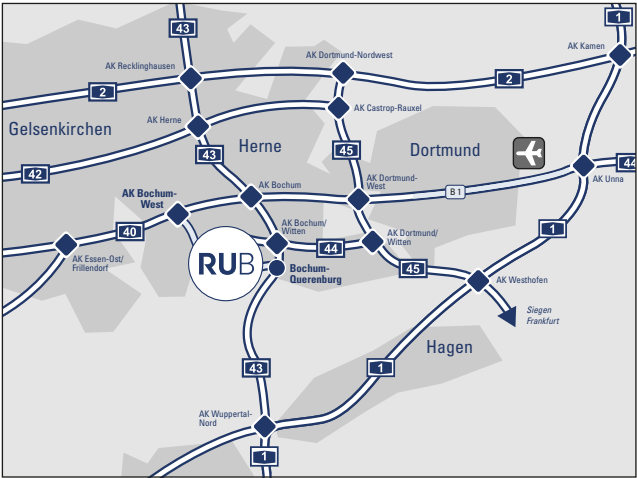 43
1
AK Kamen
AK Dortmund-Nordwest
AK Recklinghausen
2
2
AK Castrop-Rauxel
AK Herne
Gelsenkirchen
Herne
Dortmund
43
45
42
44
AK Unna
AK Dortmund-
West
B 1
AK Bochum
AK Bochum-
West
40
AK Bochum/
Witten
44
AK Dortmund/
Witten
1
AK Essen-Ost/
Frillendorf
RUB
Bochum-
Querenburg
45
AK Westhofen
Siegen
Frankfurt
Hagen
43
1
AK Wuppertal-
Nord
1